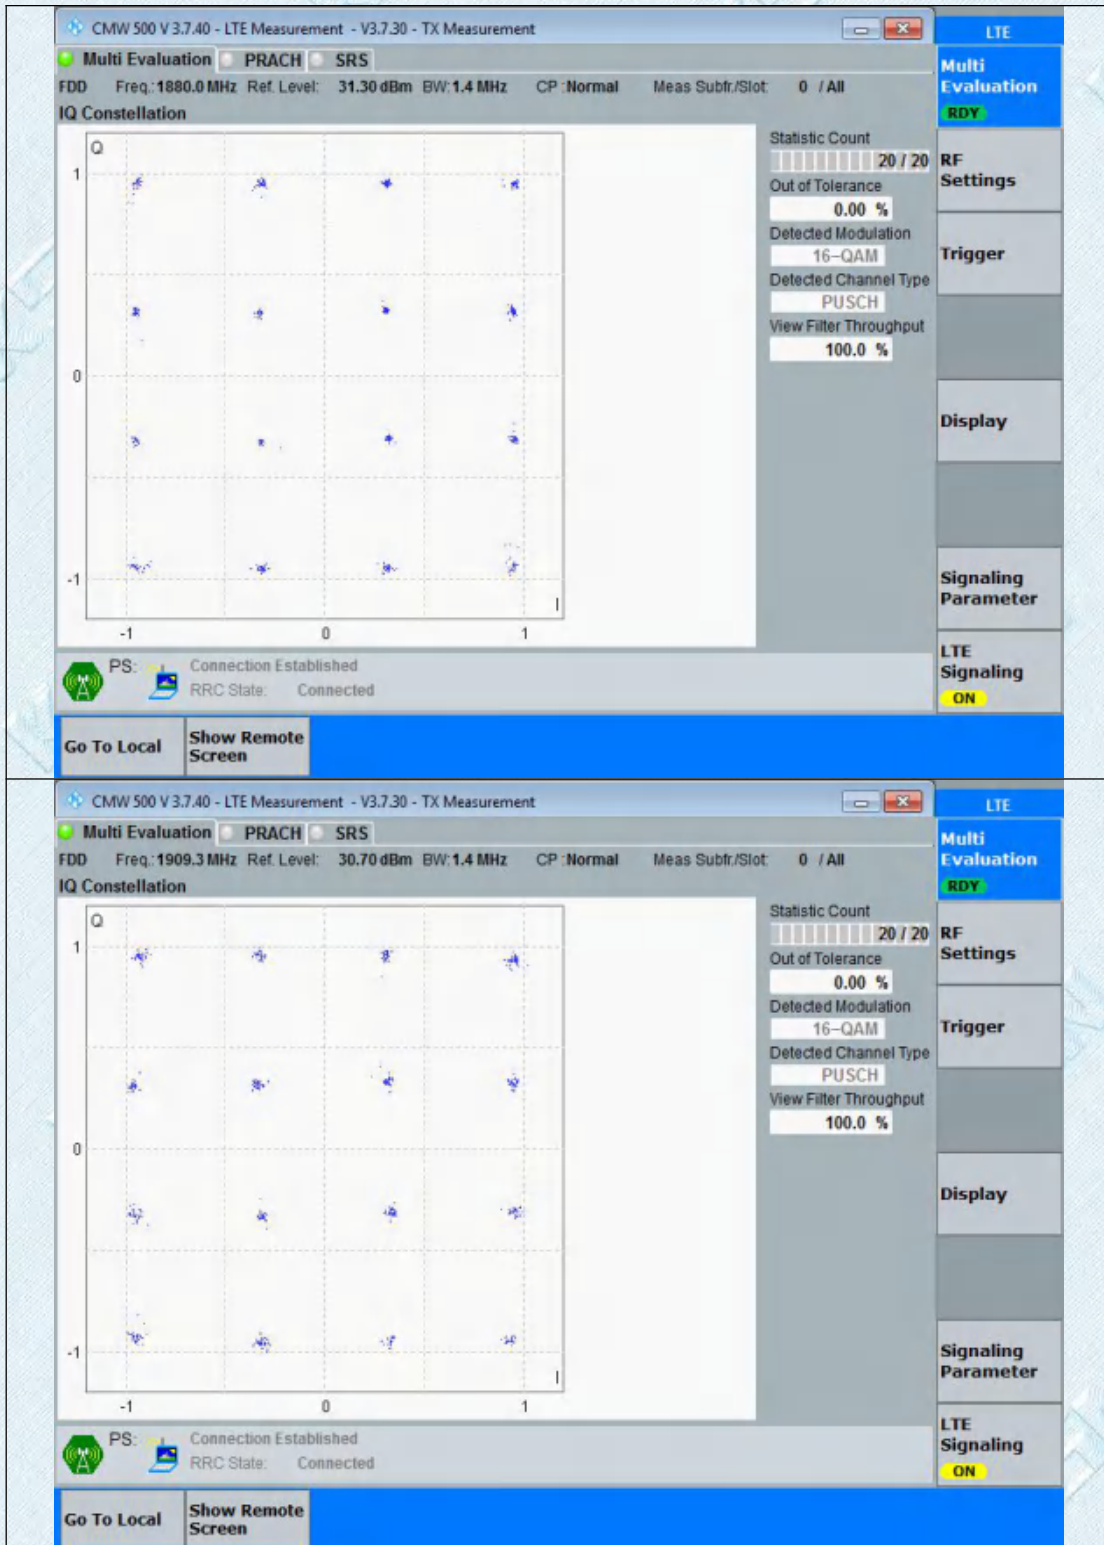 CMW 500 V 3.7.40 - LTE Measurement - V3.7.30 - TX Measurement
LTE
Multi Evaluation PRACH SRS
Multi
Evaluation
RDY
FDD Freq.: 1880.0 MHz Ref. Level: 31.30 dBm BW: 1.4 MHz CP : Normal Meas Subfr./Slot: 0 / All
IQ Constellation
Q
1
0
-1
I
-1 0 1
Statistic Count
20 / 20
Out of Tolerance
0.00 %
Detected Modulation
16-QAM
Detected Channel Type
PUSCH
View Filter Throughput
100.0 %
RF
Settings
Trigger
Display
Signaling
Parameter
LTE
Signaling
ON
PS: Connection Established
RRC State: Connected
Go To Local
Show Remote
Screen
CMW 500 V 3.7.40 - LTE Measurement - V3.7.30 - TX Measurement
LTE
Multi Evaluation PRACH SRS
Multi
Evaluation
RDY
FDD Freq.: 1909.3 MHz Ref. Level: 30.70 dBm BW: 1.4 MHz CP : Normal Meas Subfr./Slot: 0 / All
IQ Constellation
Q
1
0
-1
I
-1 0 1
Statistic Count
20 / 20
Out of Tolerance
0.00 %
Detected Modulation
16-QAM
Detected Channel Type
PUSCH
View Filter Throughput
100.0 %
RF
Settings
Trigger
Display
Signaling
Parameter
LTE
Signaling
ON
PS: Connection Established
RRC State: Connected
Go To Local
Show Remote
Screen